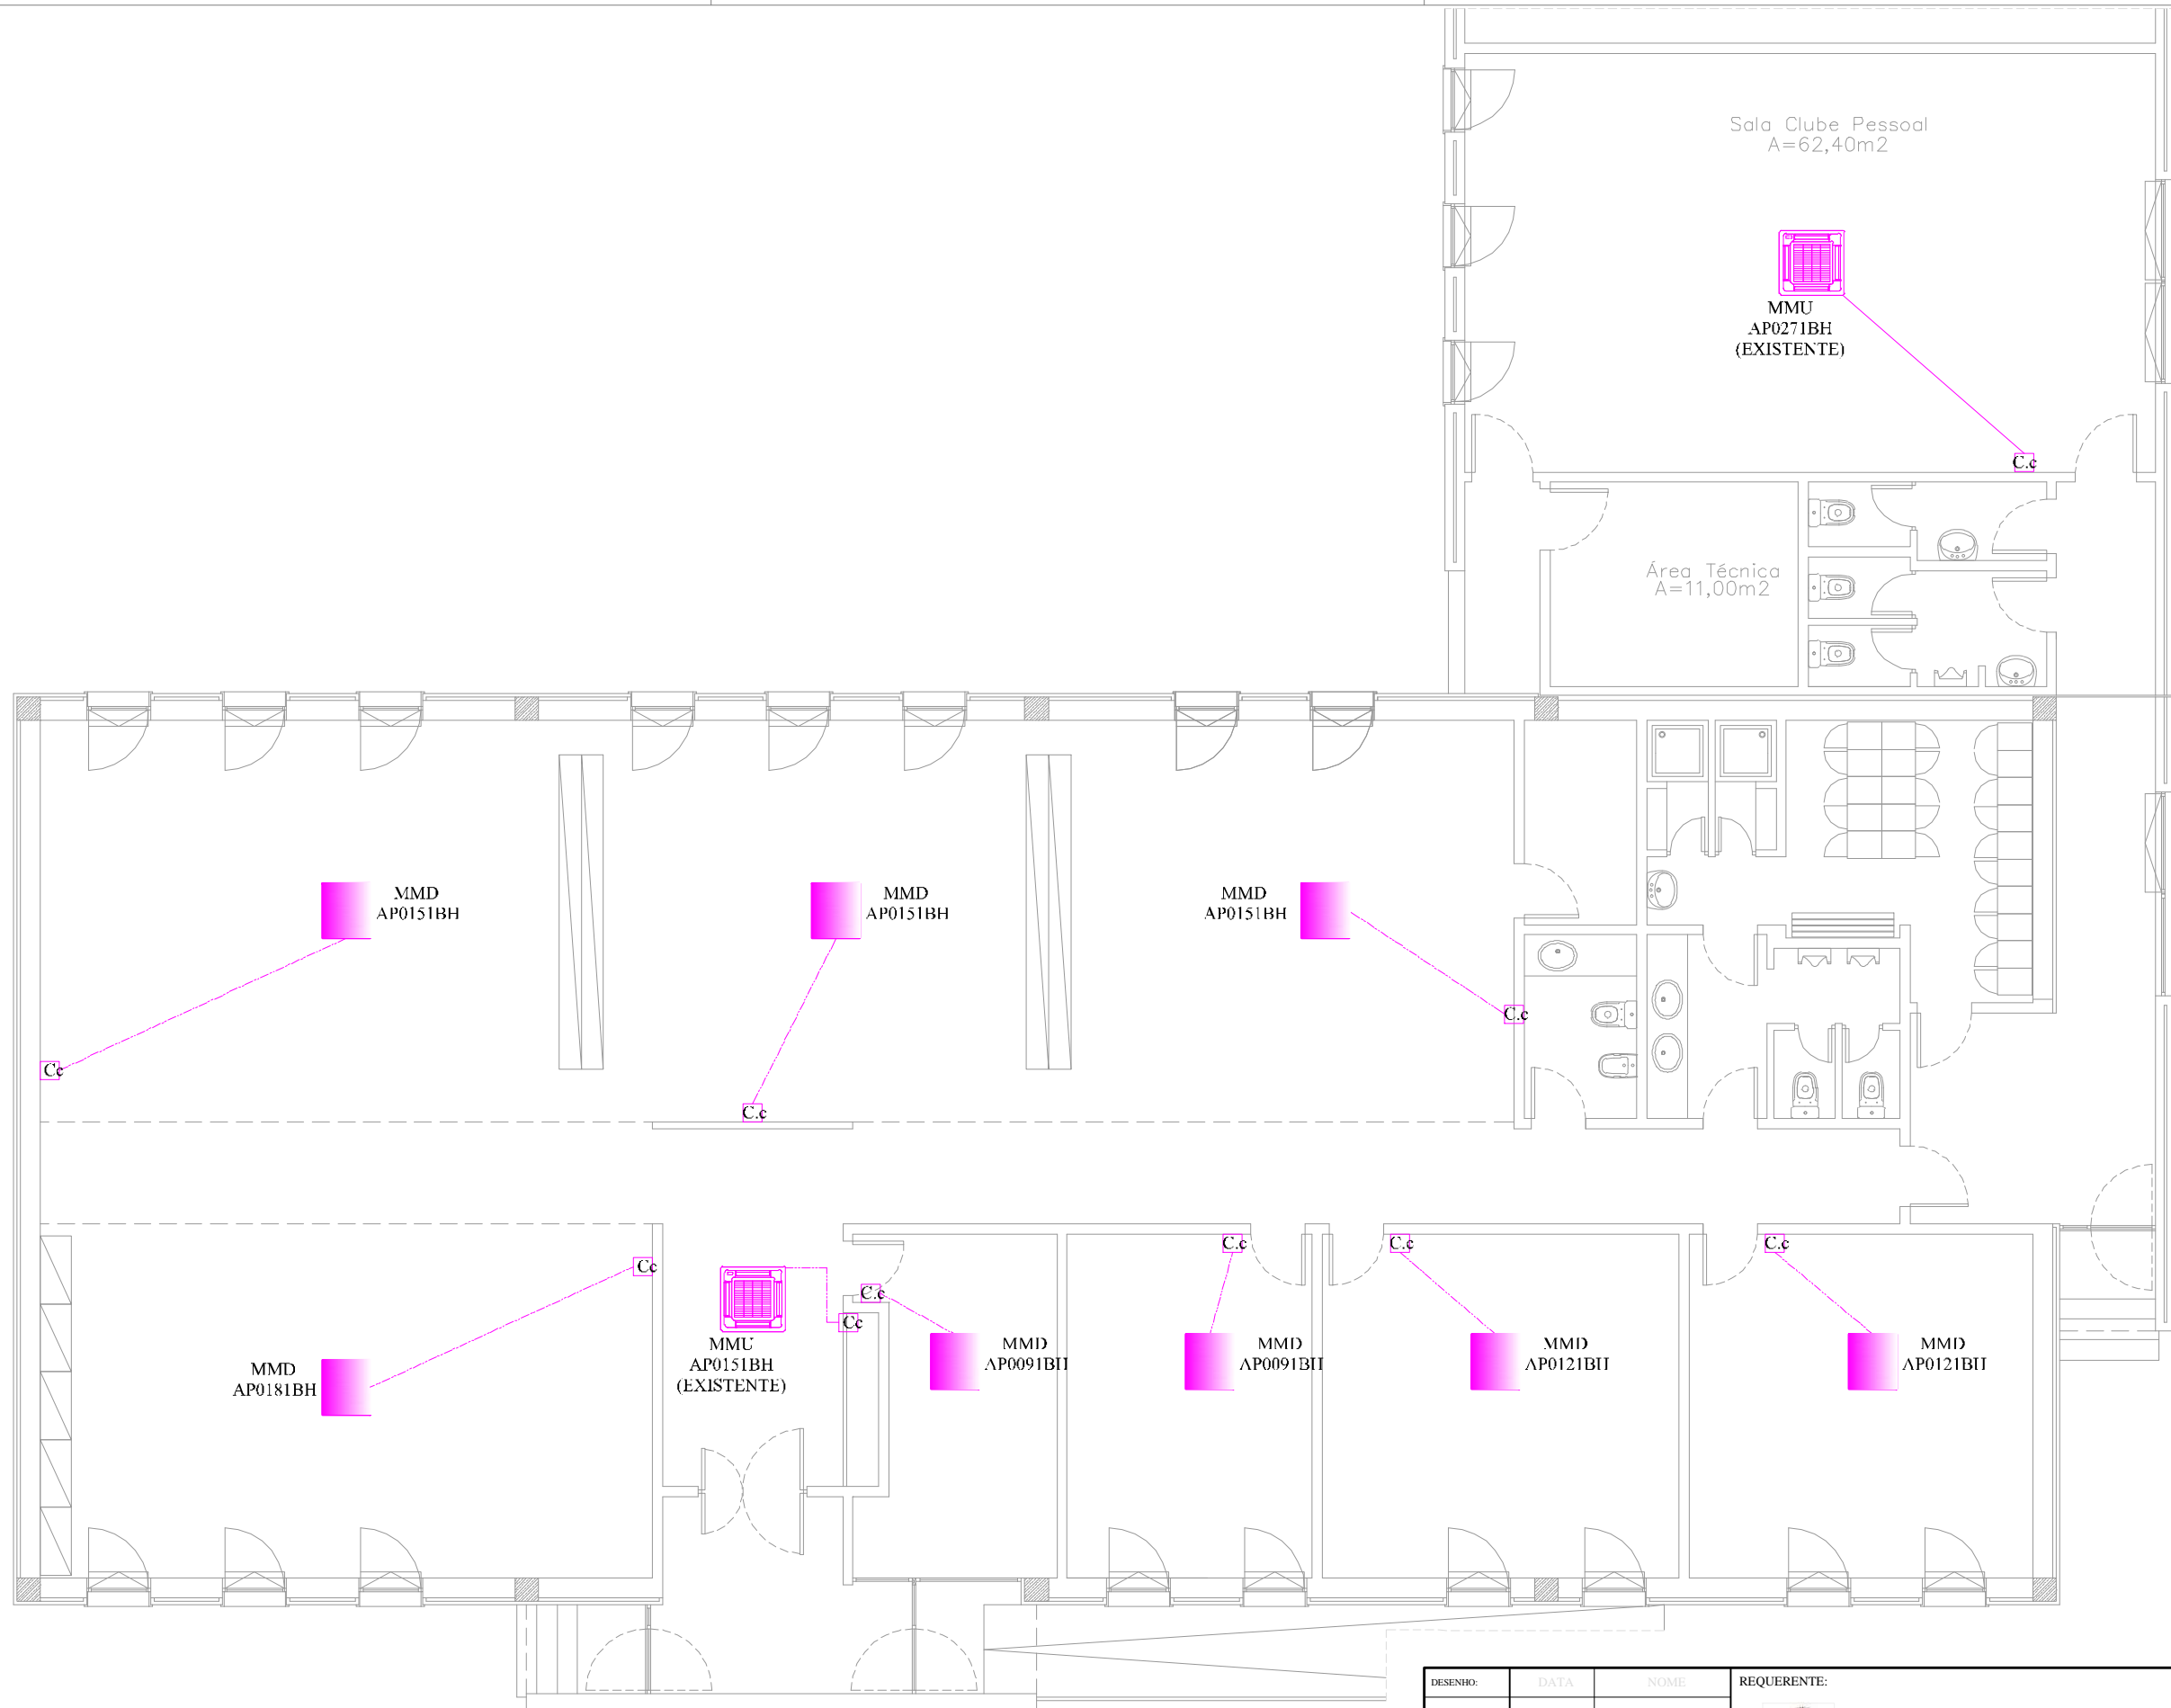 Sala Clube Pessoal
A=62,40m2
MMU
AP0271BH
(EXISTENTE)
C.c
Área Técnica
A=11,00m2
MMD
AP0151BH
MMD
AP0151BH
MMD
AP0151BH
C.c
Cc
C.c
Cc
C.c
C.c
C.c
C.c
Cc
MMD
AP0181BH
MMU
AP0151BH
(EXISTENTE)
MMD
AP0091BH
MMD
AP0091BH
MMD
AP0121BH
MMD
AP0121BH
DESENHO:
DATA
NOME
REQUERENTE: